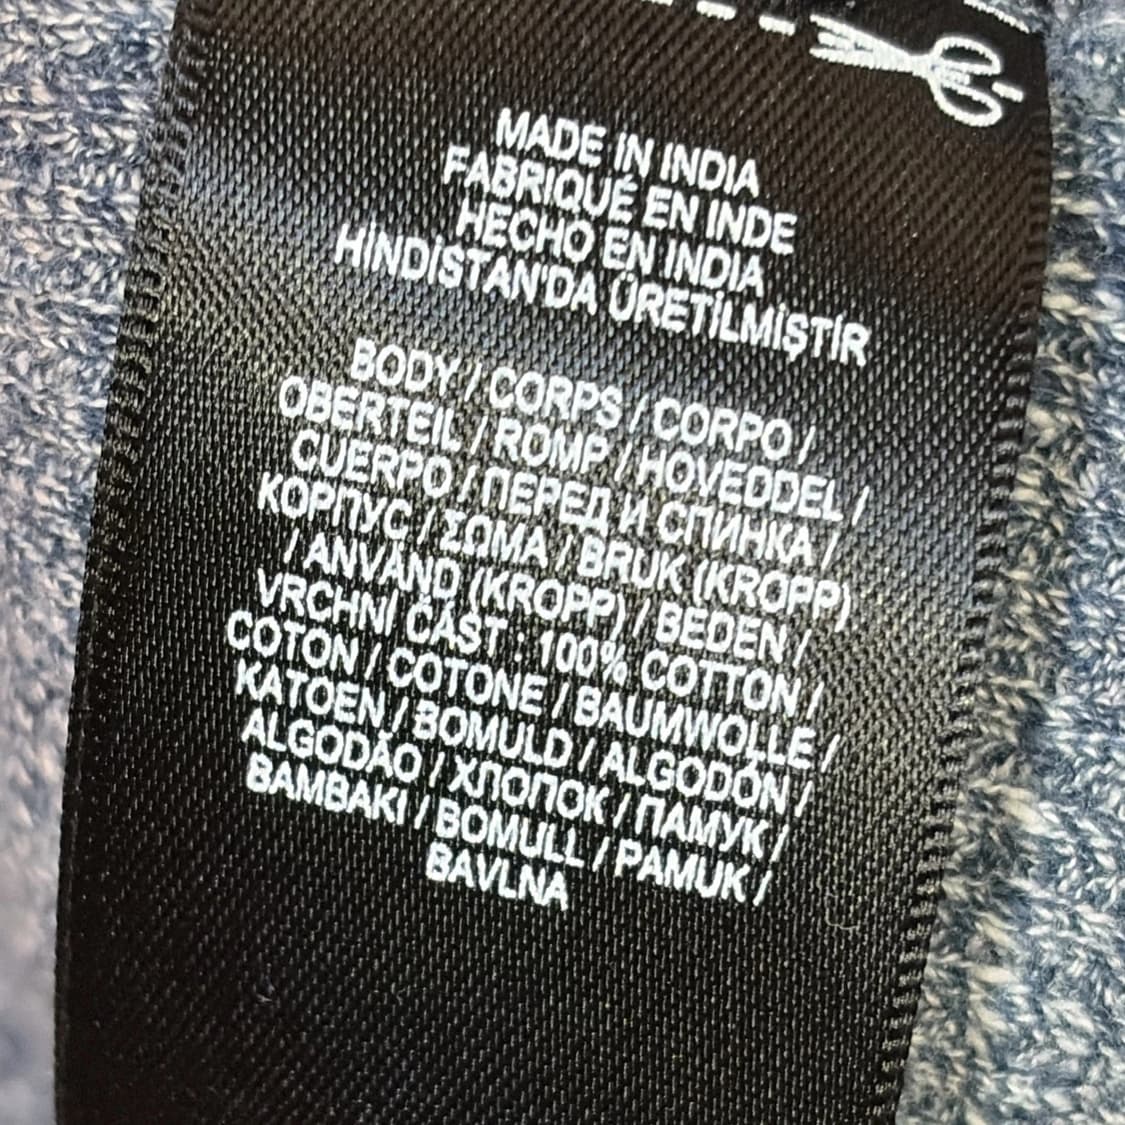 MADE IN INDIA
FABRIQUÉ EN INDE
HECHO EN INDIA
HİNDİSTAN'DA ÜRETİLMİŞTİR
BODY / CORPS / CORPO /
OBERTEIL / ROMP / HOVEDDEL /
CUERPO / ПЕРЕД И СПИНКА /
КОРПУС / ΣΩΜΑ / BRUK (KROPP)
/ ANVÄND (KROPP) / BEDEN /
VRCHNÍ ČÁST : 100% COTTON /
COTON / COTONE / BAUMWOLLE /
KATOEN / BOMULD / ALGODÓN /
ALGODÃO / ХЛОПОК / ПАМУК /
ΒΑΜΒΑΚΙ / BOMULL / PAMUK /
BAVLNA